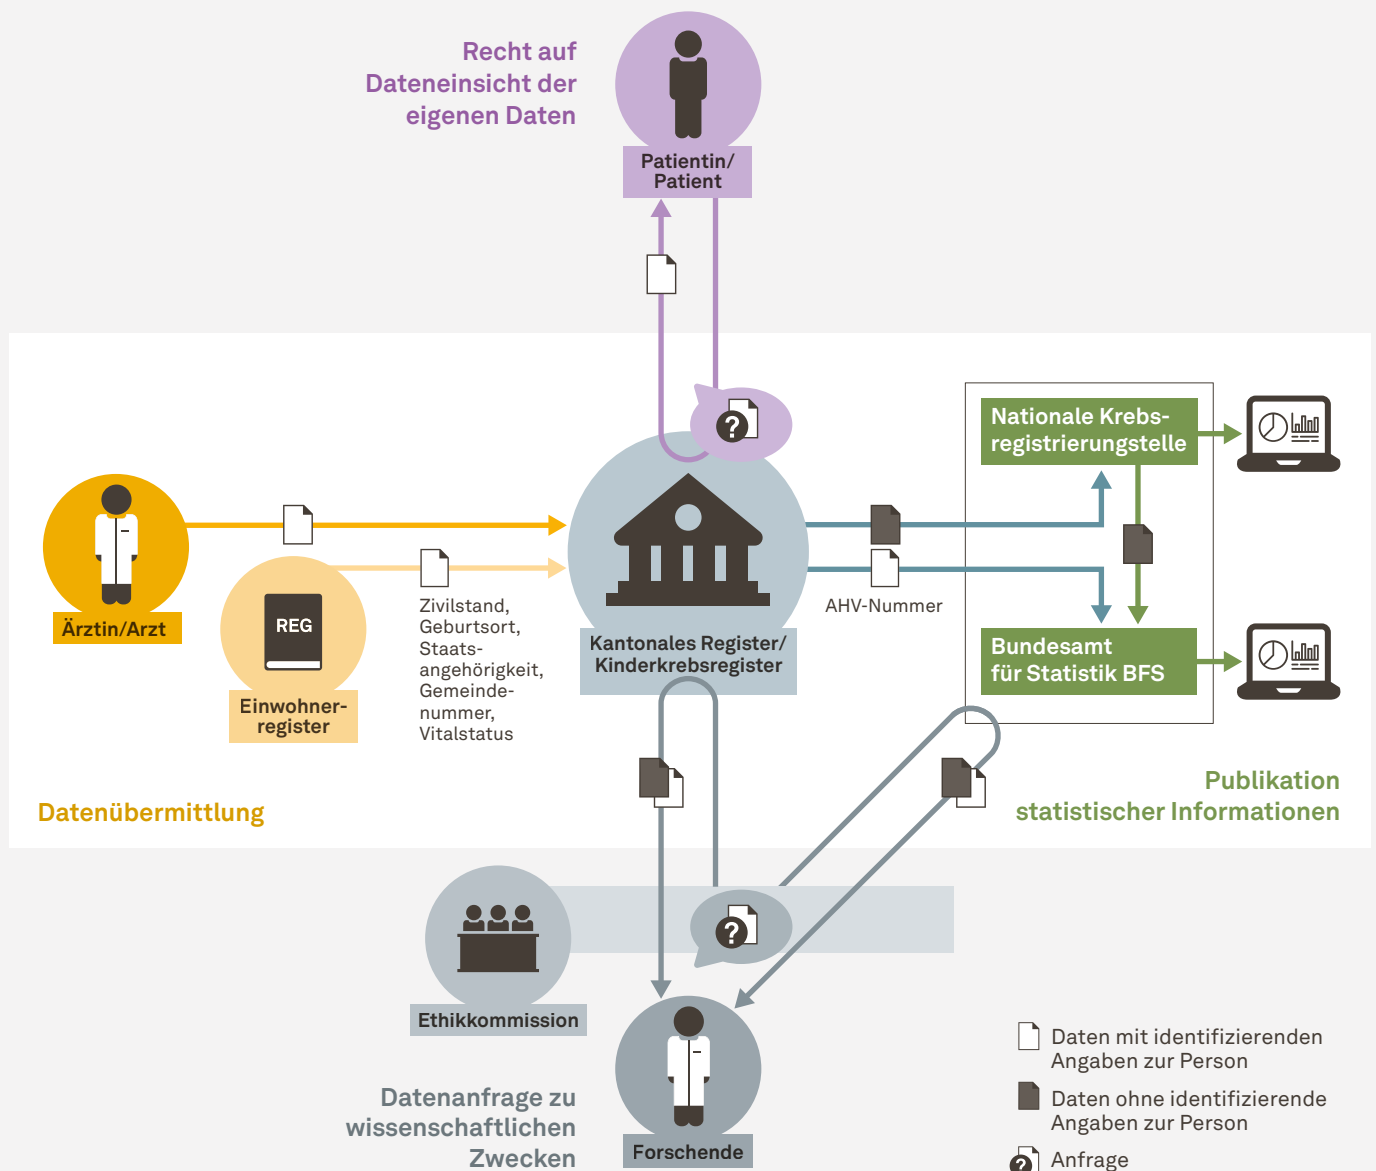 Recht auf
Dateneinsicht der
eigenen Daten
Patientin/
Patient
?
Nationale Krebs-
registrierungstelle
Ärztin/Arzt
REG
Einwohner-
register
Zivilstand,
Geburtsort,
Staats-
angehörigkeit,
Gemeinde-
nummer,
Vitalstatus
Kantonales Register/
Kinderkrebsregister
AHV-Nummer
Bundesamt
für Statistik BFS
Datenübermittlung
Publikation
statistischer Informationen
?
Ethikkommission
Datenanfrage zu
wissenschaftlichen
Zwecken
Forschende
Daten mit identifizierenden
Angaben zur Person
Daten ohne identifizierende
Angaben zur Person
? Anfrage